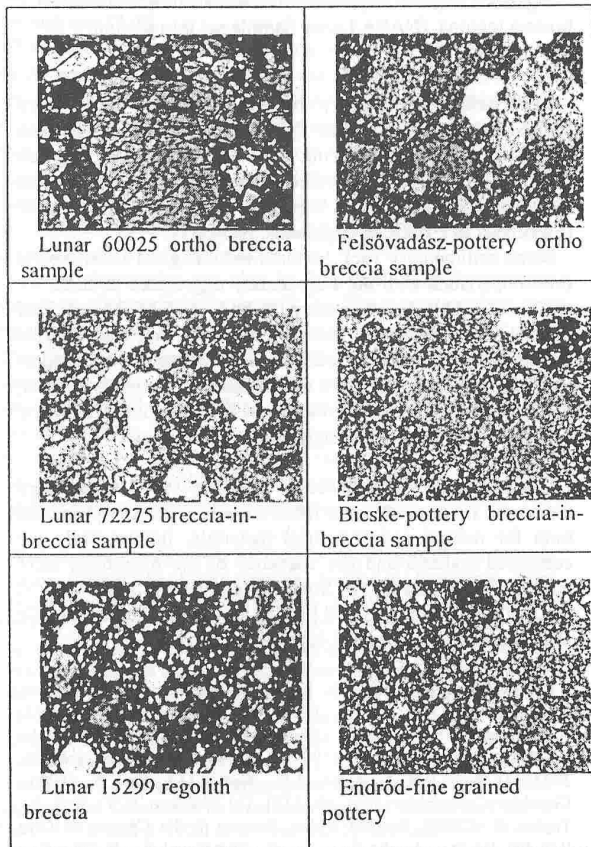 Lunar 60025 ortho breccia
sample
Felsővadász-pottery ortho
breccia sample
Lunar 72275 breccia-in-
breccia sample
Bicske-pottery breccia-in-
breccia sample
Lunar 15299 regolith
breccia
Endrőd-fine grained
pottery